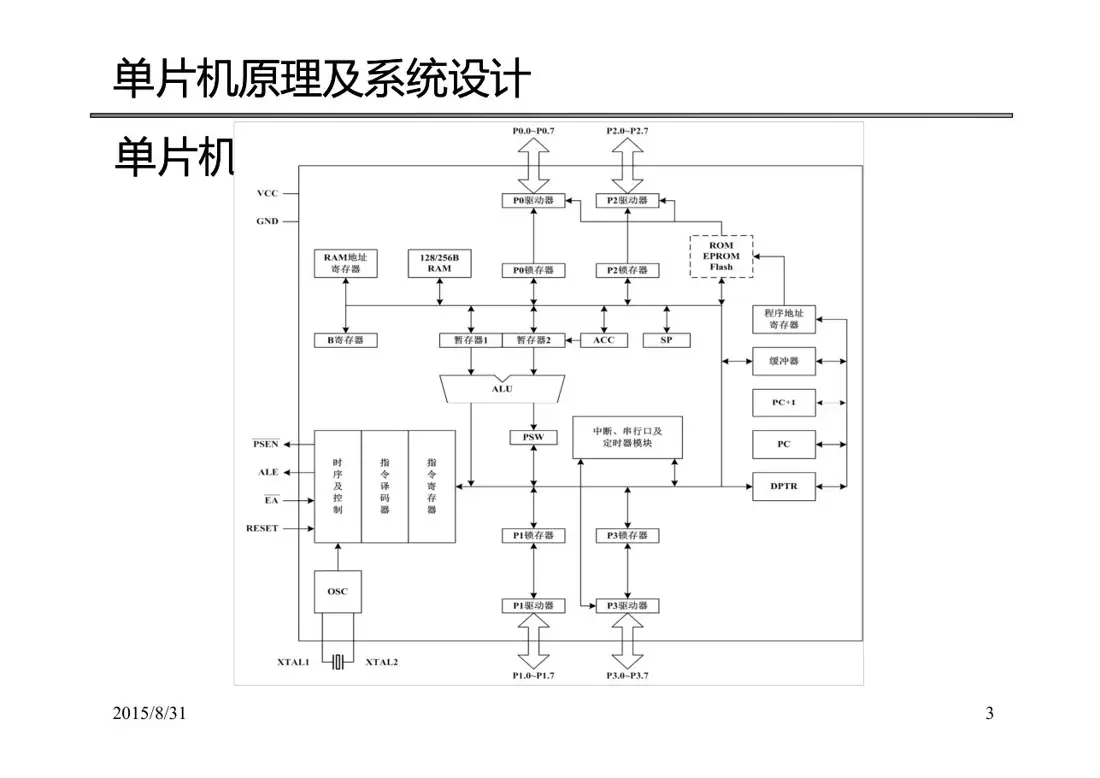 单片机原理及系统设计
单片机
P0.0~P0.7
P2.0~P2.7
VCC
GND
P0驱动器
P2驱动器
RAM地址
寄存器
128/256B
RAM
P0锁存器
P2锁存器
ROM
EPROM
Flash
程序地址
寄存器
B寄存器
暂存器1
暂存器2
ACC
SP
缓冲器
ALU
PC+1
PSW
中断、串行口及
定时器模块
PC
DPTR
PSEN
ALE
EA
RESET
时序及控制
指令译码器
指令寄存器
P1锁存器
P3锁存器
OSC
P1驱动器
P3驱动器
XTAL1
XTAL2
P1.0~P1.7
P3.0~P3.7
2015/8/31
3